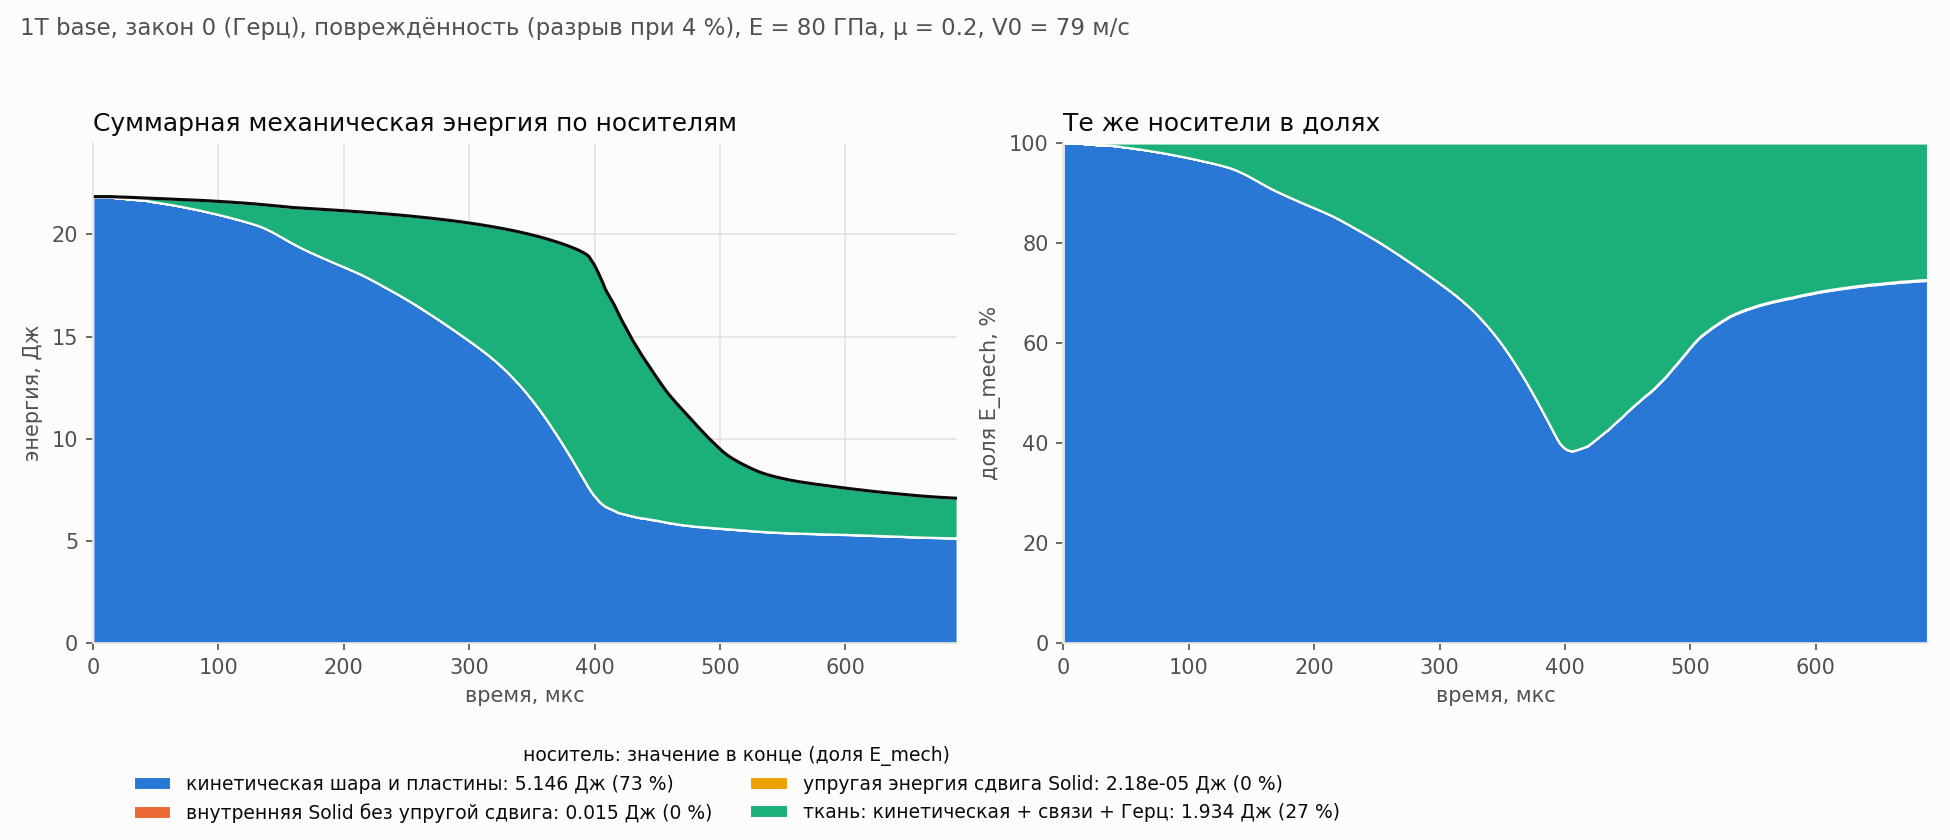 1T base, закон 0 (Герц), повреждённость (разрыв при 4 %), E = 80 ГПа, μ = 0.2, V0 = 79 м/с
Суммарная механическая энергия по носителям
энергия, Дж
20
15
10
5
0
0 100 200 300 400 500 600
время, мкс
Те же носители в долях
доля E_mech, %
100
80
60
40
20
0
0 100 200 300 400 500 600
время, мкс
носитель: значение в конце (доля E_mech)
кинетическая шара и пластины: 5.146 Дж (73 %)
внутренняя Solid без упругой сдвига: 0.015 Дж (0 %)
упругая энергия сдвига Solid: 2.18e-05 Дж (0 %)
ткань: кинетическая + связи + Герц: 1.934 Дж (27 %)